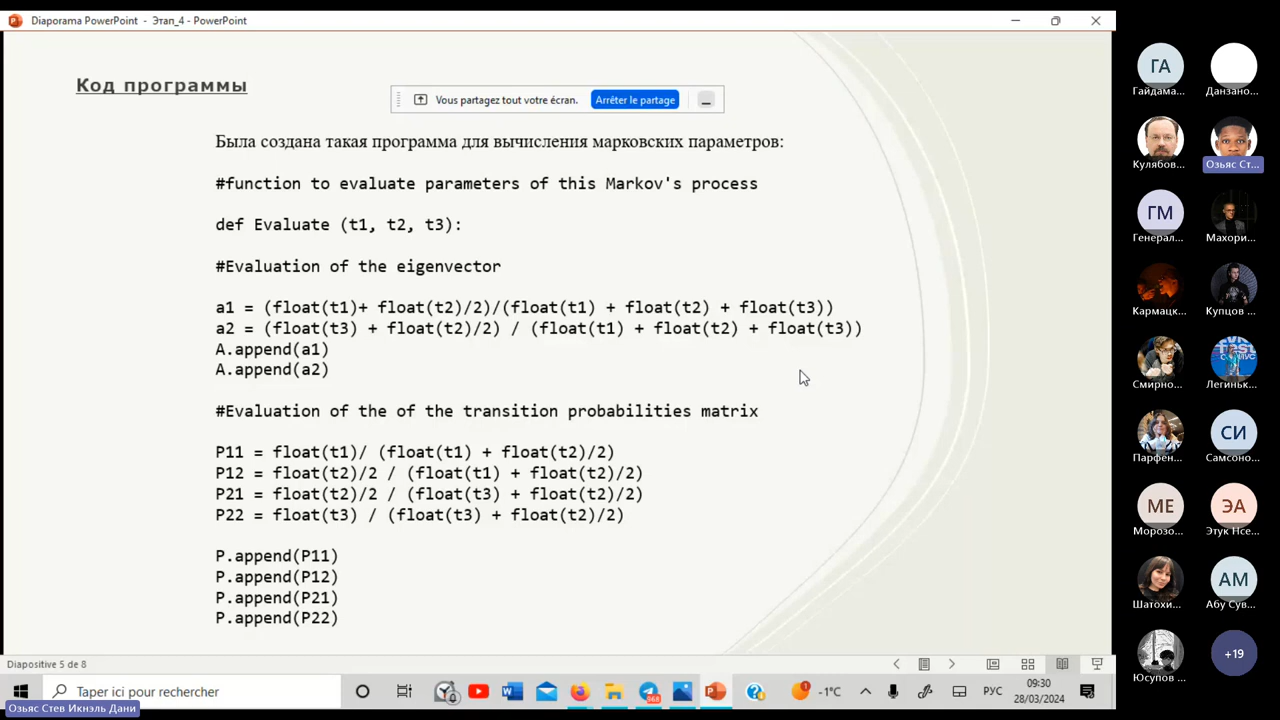 Diaporama PowerPoint - Этап_4 - PowerPoint
Код программы
Vous partagez tout votre écran.
Arrêter le partage
Была создана такая программа для вычисления марковских параметров:
#function to evaluate parameters of this Markov's process
def Evaluate (t1, t2, t3):
#Evaluation of the eigenvector
a1 = (float(t1)+ float(t2)/2)/(float(t1) + float(t2) + float(t3))
a2 = (float(t3) + float(t2)/2) / (float(t1) + float(t2) + float(t3))
A.append(a1)
A.append(a2)
#Evaluation of the of the transition probabilities matrix
P11 = float(t1)/ (float(t1) + float(t2)/2)
P12 = float(t2)/2 / (float(t1) + float(t2)/2)
P21 = float(t2)/2 / (float(t3) + float(t2)/2)
P22 = float(t3) / (float(t3) + float(t2)/2)
P.append(P11)
P.append(P12)
P.append(P21)
P.append(P22)
Diapositive 5 de 8
Taper ici pour rechercher
-1°C
РУС
09:30
28/03/2024
Озьяс Стев Икнэль Дани
ГА
Гайдама...
Данзано...
Кулябов...
Озьяс Ст...
ГМ
Генерал...
Махори...
Кармацк...
Купцов ...
Смирно...
Легиньк...
Парфен...
СИ
Самсоно...
МЕ
Морозо...
ЭА
Этук Нсе...
Шатохи...
АМ
Абу Сув...
Юсупов ...
+19